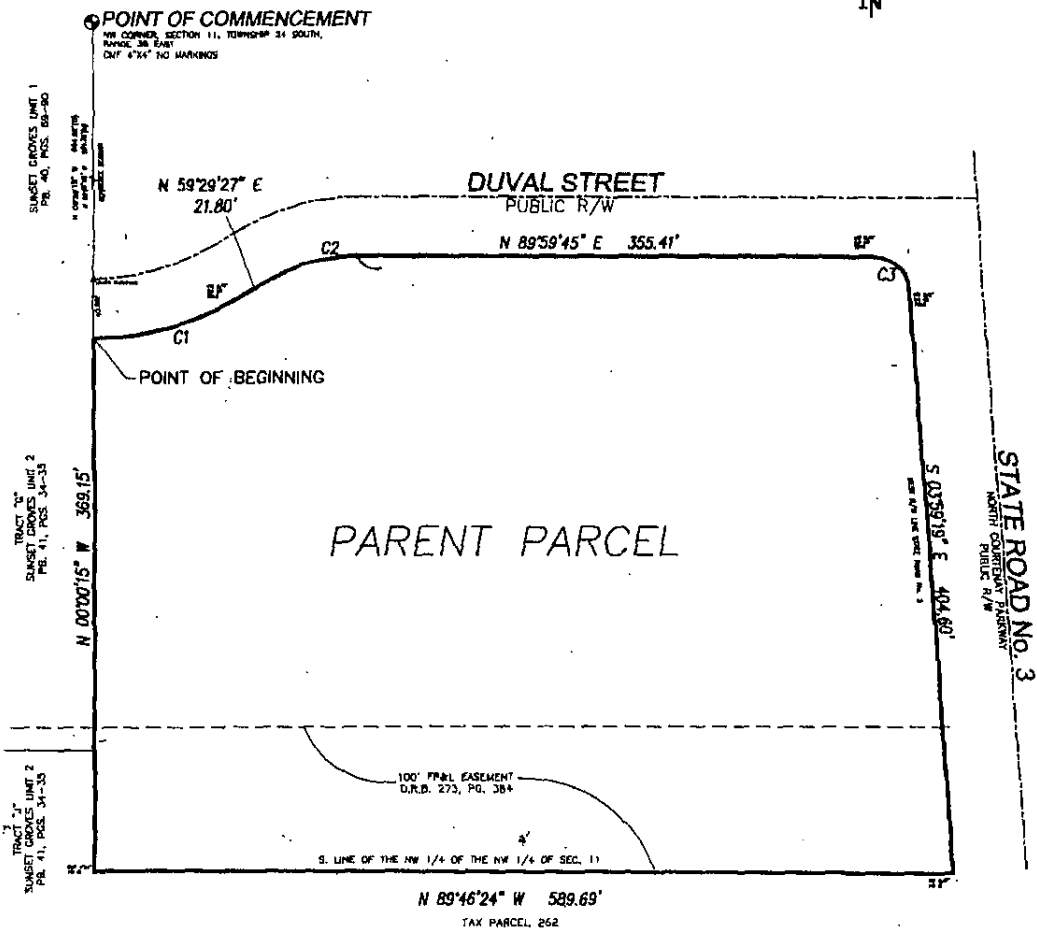 N
POINT OF COMMENCEMENT
NW CORNER, SECTION 11, TOWNSHIP 24 SOUTH,
RANGE 36 EAST
CMF 4"X4" NO MARKINGS
SUNSET GROVES UNIT 1
PB. 40, PGS. 89-90
N 59°29'27" E
21.80'
DUVAL STREET
PUBLIC R/W
C2
N 89°59'45" E 355.41'
C3
C1
POINT OF BEGINNING
TRACT "C"
SUNSET GROVES UNIT 2
PB. 41, PGS. 34-35
N 00°00'15" W 369.15'
PARENT PARCEL
S 03°59'19" E 404.60'
STATE ROAD No. 3
NORTH COURTENAY PARKWAY
PUBLIC R/W
100' FP&L EASEMENT
O.R.B. 273, PG. 384
TRACT "J"
SUNSET GROVES UNIT 2
PB. 41, PGS. 34-35
S. LINE OF THE NW 1/4 OF THE NW 1/4 OF SEC. 11
N 89°46'24" W 589.69'
TAX PARCEL 262